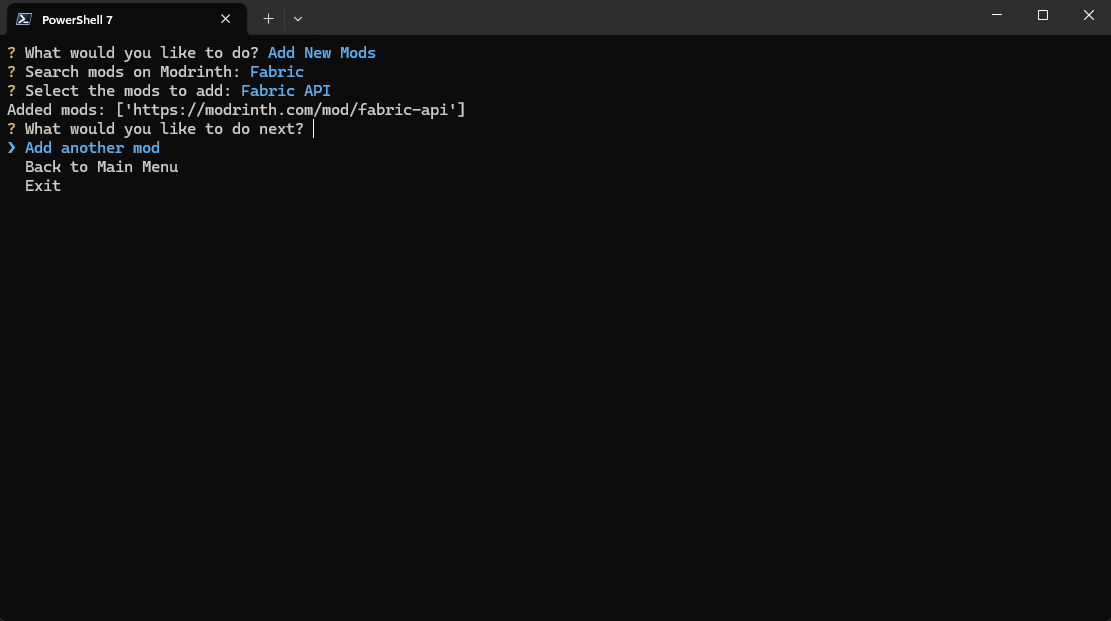 PowerShell 7
? What would you like to do? Add New Mods
? Search mods on Modrinth: Fabric
? Select the mods to add: Fabric API
Added mods: ['https://modrinth.com/mod/fabric-api']
? What would you like to do next?
❯ Add another mod
Back to Main Menu
Exit